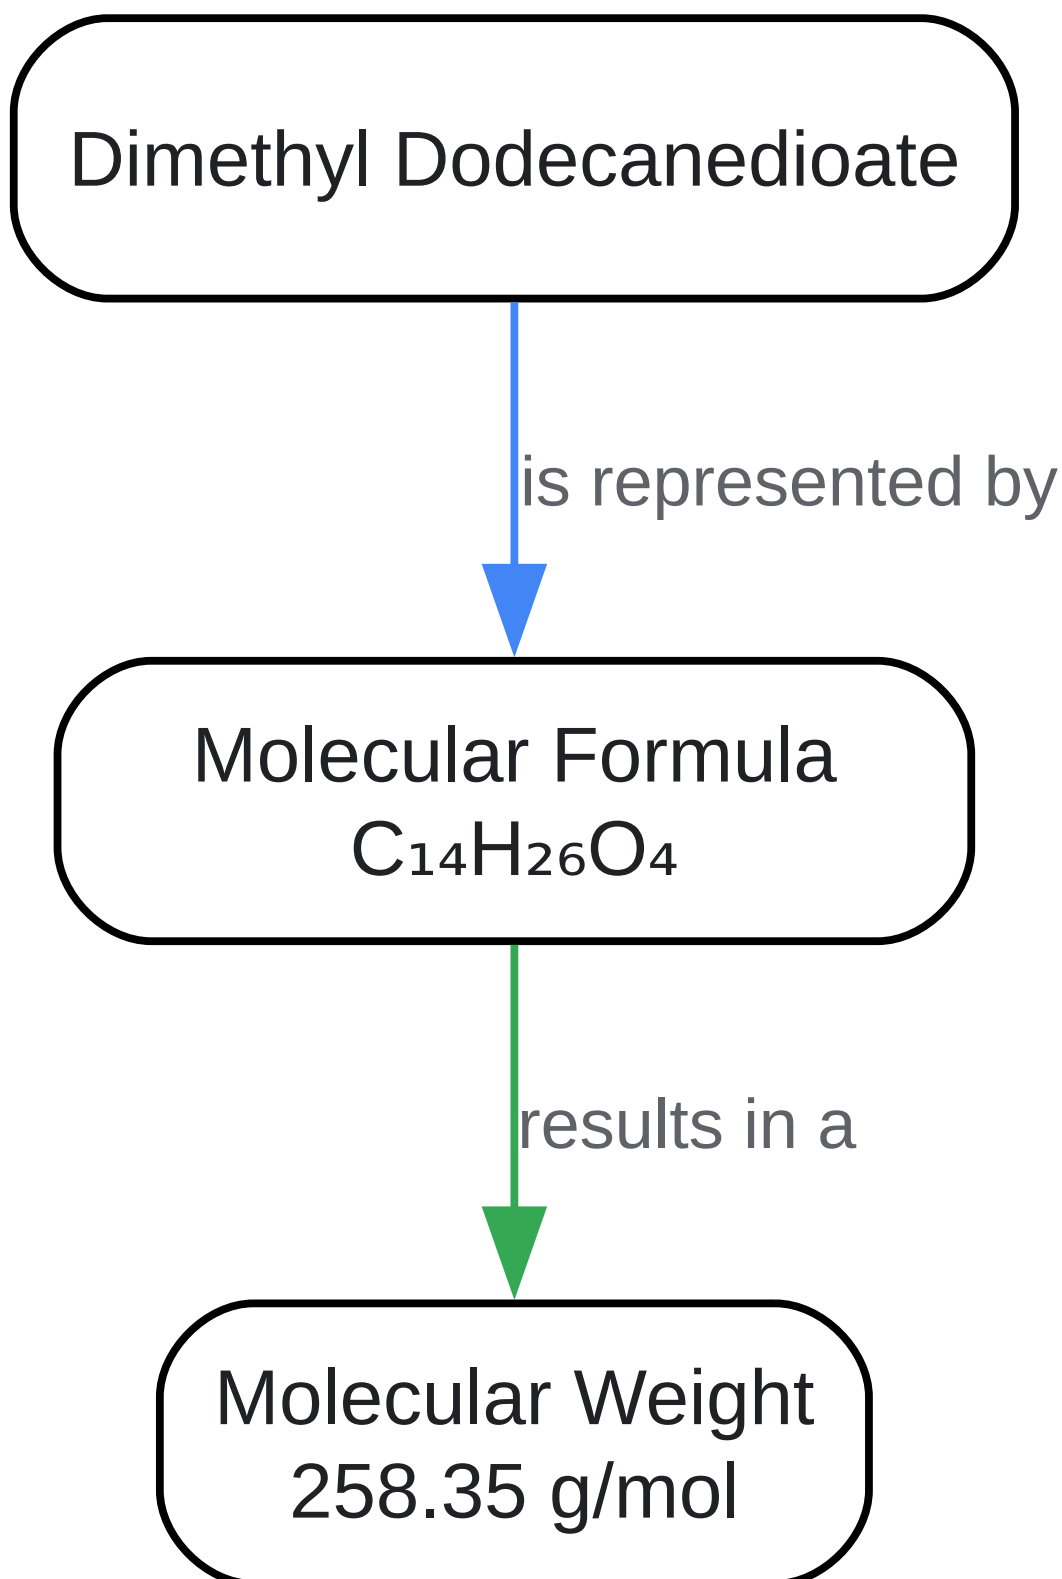 Dimethyl Dodecanedioate
is represented by
Molecular Formula
C₁₄H₂₆O₄
results in a
Molecular Weight
258.35 g/mol